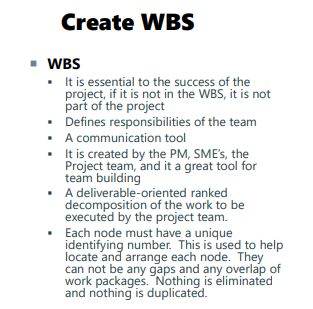 Create WBS
WBS
It is essential to the success of the
project, if it is not in the WBS, it is not
part of the project
Defines responsibilities of the team
A communication tool
It is created by the PM, SME's, the
Project team, and it a great tool for
team building
A deliverable-oriented ranked
decomposition of the work to be
executed by the project team.
Each node must have a unique
identifying number. This is used to help
locate and arrange each node. They
can not be any gaps and any overlap of
work packages. Nothing is eliminated
and nothing is duplicated.